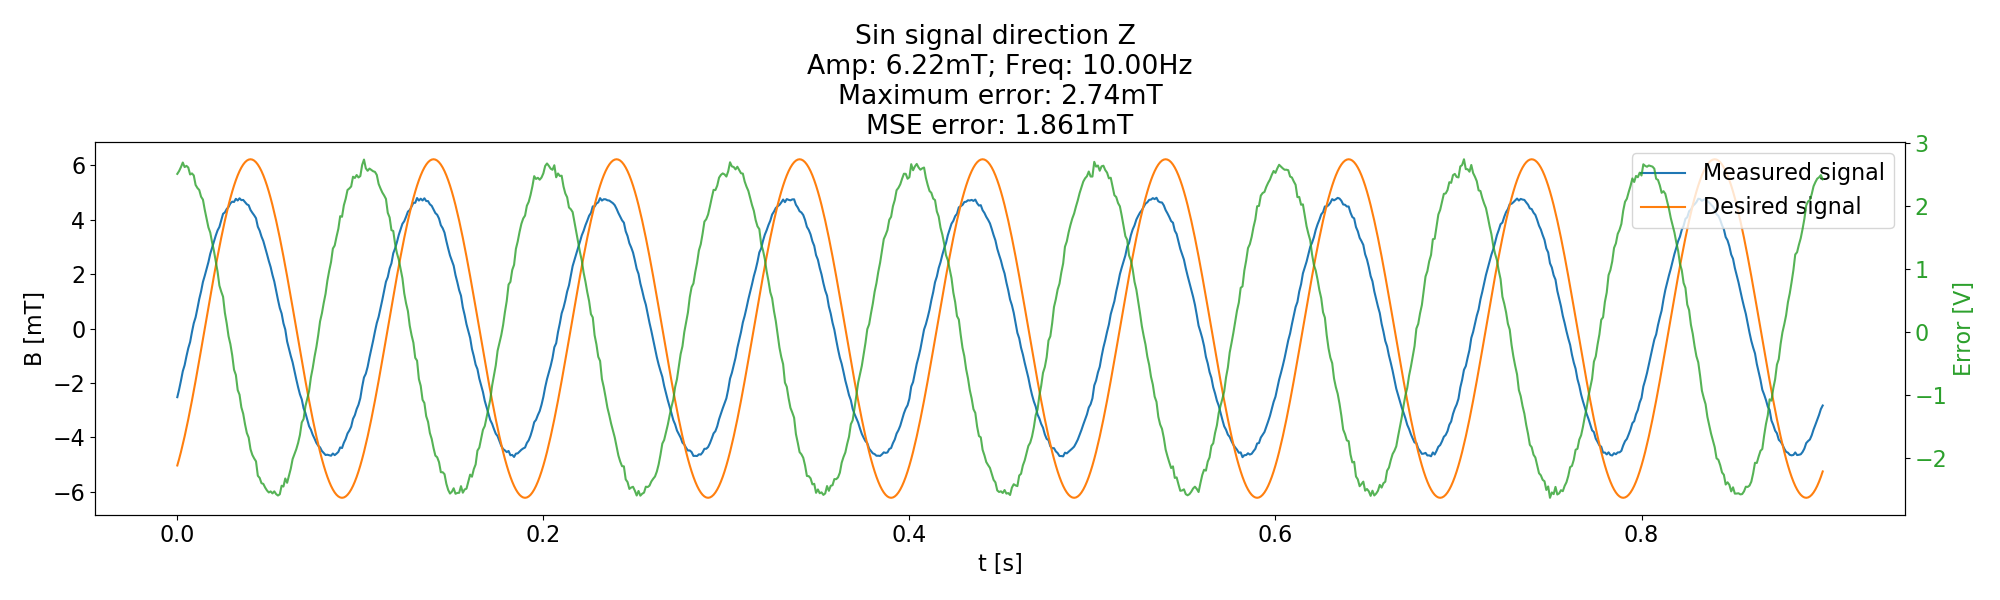 Sin signal direction Z
Amp: 6.22mT; Freq: 10.00Hz
Maximum error: 2.74mT
MSE error: 1.861mT
Measured signal
Desired signal
B [mT]
6
4
2
0
−2
−4
−6
3
2
1
0
−1
−2
Error [V]
0.0 0.2 0.4 0.6 0.8
t [s]